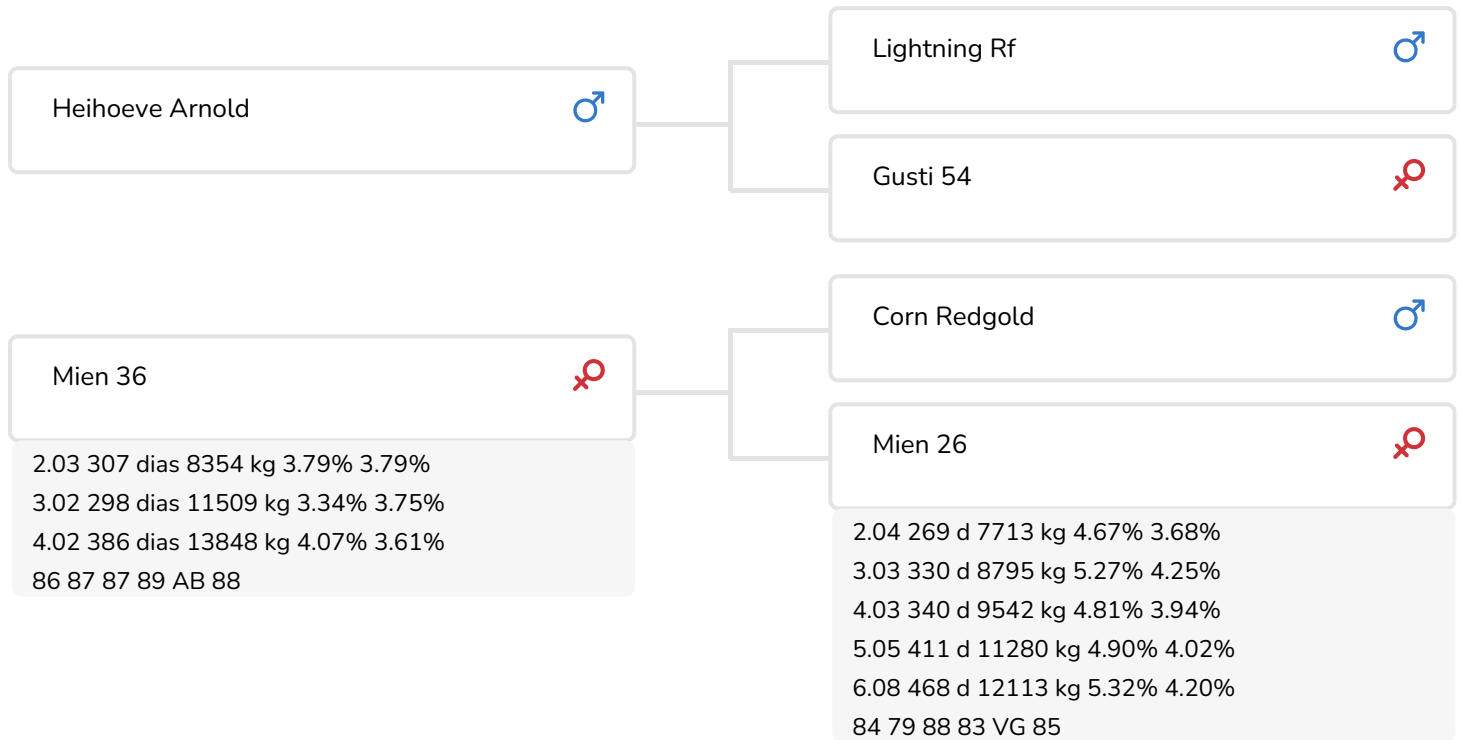 Lightning Rf
Heihoeve Arnold
Gusti 54
Corn Redgold
Mien 36
2.03 307 dias 8354 kg 3.79% 3.79%
3.02 298 dias 11509 kg 3.34% 3.75%
4.02 386 dias 13848 kg 4.07% 3.61%
86 87 87 89 AB 88
Mien 26
2.04 269 d 7713 kg 4.67% 3.68%
3.03 330 d 8795 kg 5.27% 4.25%
4.03 340 d 9542 kg 4.81% 3.94%
5.05 411 d 11280 kg 4.90% 4.02%
6.08 468 d 12113 kg 5.32% 4.20%
84 79 88 83 VG 85